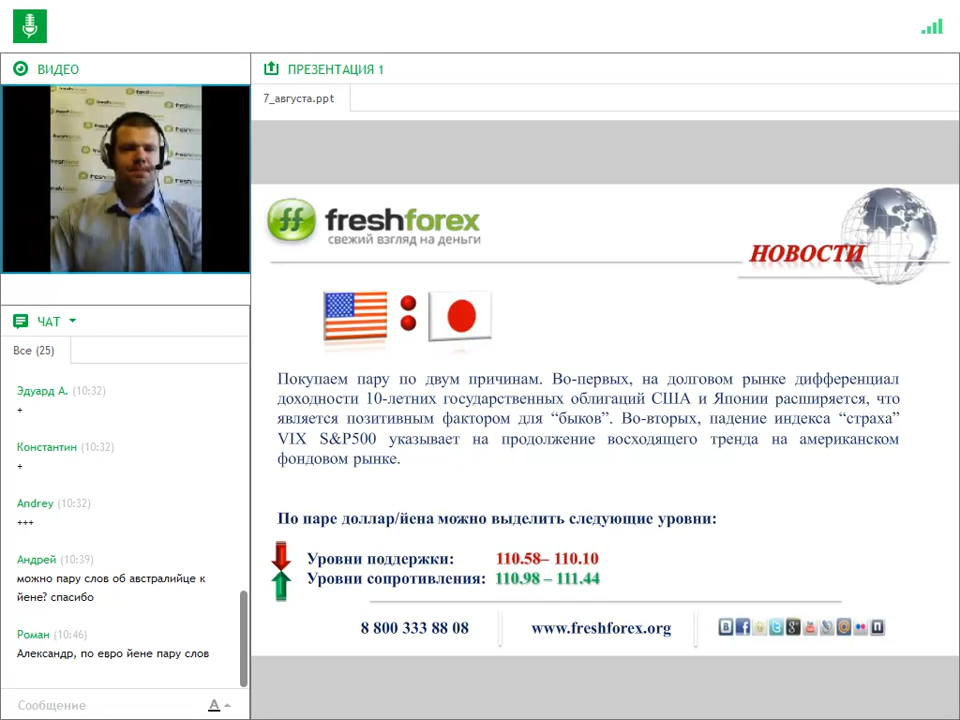 ВИДЕО
ПРЕЗЕНТАЦИЯ 1
7_августа.ppt
freshforex
свежий взгляд на деньги
НОВОСТИ
Покупаем пару по двум причинам. Во-первых, на долговом рынке дифференциал
доходности 10-летних государственных облигаций США и Японии расширяется, что
является позитивным фактором для “быков”. Во-вторых, падение индекса “страха”
VIX S&P500 указывает на продолжение восходящего тренда на американском
фондовом рынке.
По паре доллар/йена можно выделить следующие уровни:
Уровни поддержки: 110.58– 110.10
Уровни сопротивления: 110.98 – 111.44
8 800 333 88 08
www.freshforex.org
ЧАТ
Все (25)
Эдуард А. (10:32)
+
Константин (10:32)
+
Andrey (10:32)
+++
Андрей (10:39)
можно пару слов об австралийце к
йене? спасибо
Роман (10:46)
Александр, по евро йене пару слов
Сообщение
A